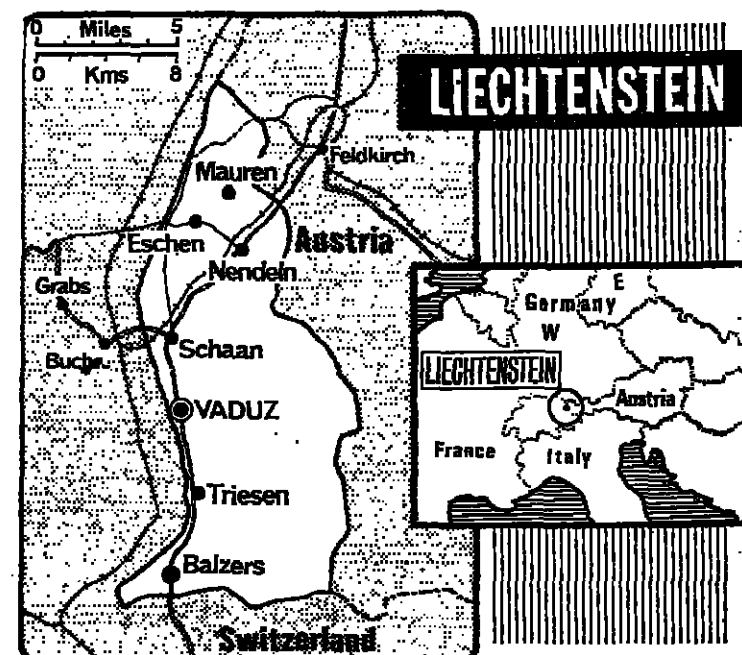 0 Miles 5
0 Kms 8
LiECHTENSTEIN
Feldkirch
Mauren
Eschen
Austria
Nendeln
Grabs
Buchs
Schaan
VADUZ
Triesen
Balzers
Switzerland
E
Germany
W
LIECHTENSTEIN
Austria
France
Italy